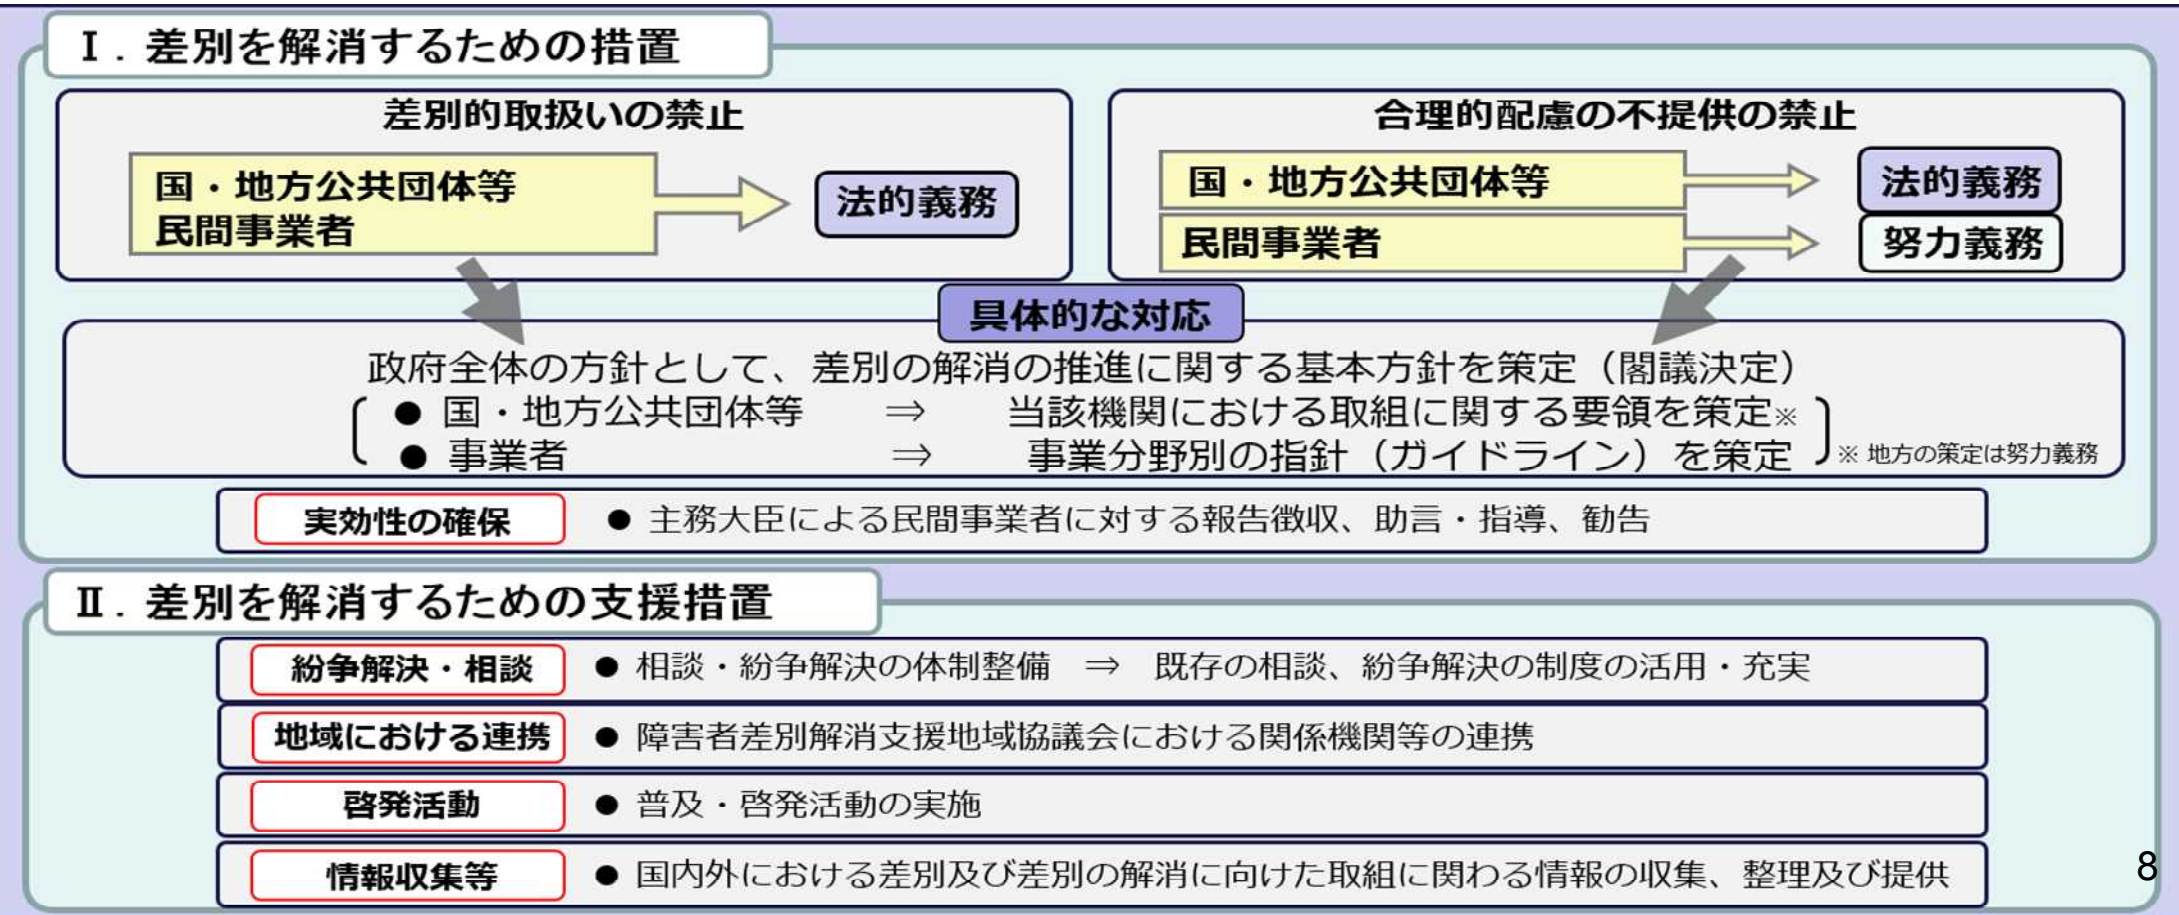 Ⅰ. 差別を解消するための措置
差別的取扱いの禁止
国・地方公共団体等
民間事業者
法的義務
合理的配慮の不提供の禁止
国・地方公共団体等
法的義務
民間事業者
努力義務
具体的な対応
政府全体の方針として、差別の解消の推進に関する基本方針を策定（閣議決定）
● 国・地方公共団体等 ⇒ 当該機関における取組に関する要領を策定※
● 事業者 ⇒ 事業分野別の指針（ガイドライン）を策定
※ 地方の策定は努力義務
実効性の確保 ● 主務大臣による民間事業者に対する報告徴収、助言・指導、勧告
Ⅱ. 差別を解消するための支援措置
紛争解決・相談 ● 相談・紛争解決の体制整備 ⇒ 既存の相談、紛争解決の制度の活用・充実
地域における連携 ● 障害者差別解消支援地域協議会における関係機関等の連携
啓発活動 ● 普及・啓発活動の実施
情報収集等 ● 国内外における差別及び差別の解消に向けた取組に関わる情報の収集、整理及び提供
8